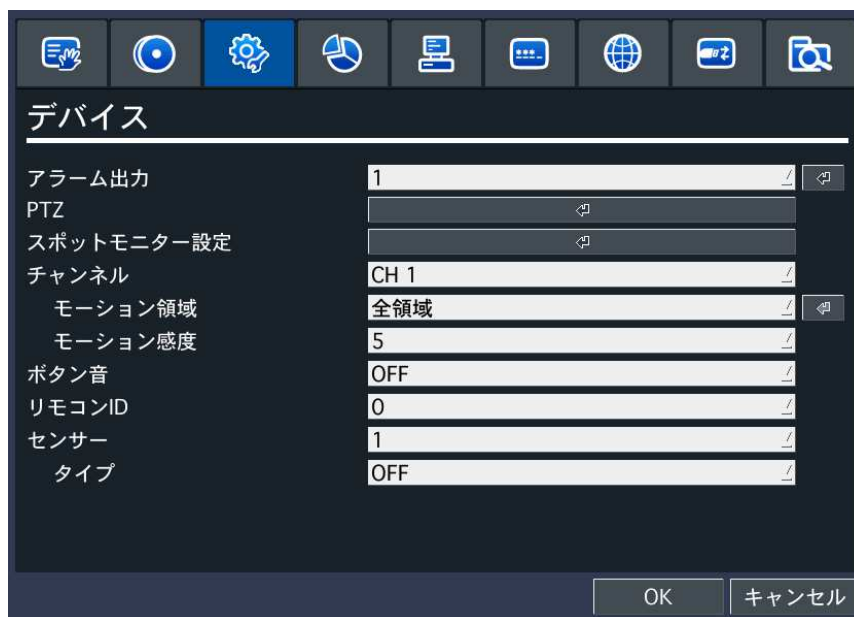 デバイス
アラーム出力 1
PTZ
スポットモニター設定
チャンネル CH 1
モーション領域 全領域
モーション感度 5
ボタン音 OFF
リモコンID 0
センサー 1
タイプ OFF
OK キャンセル